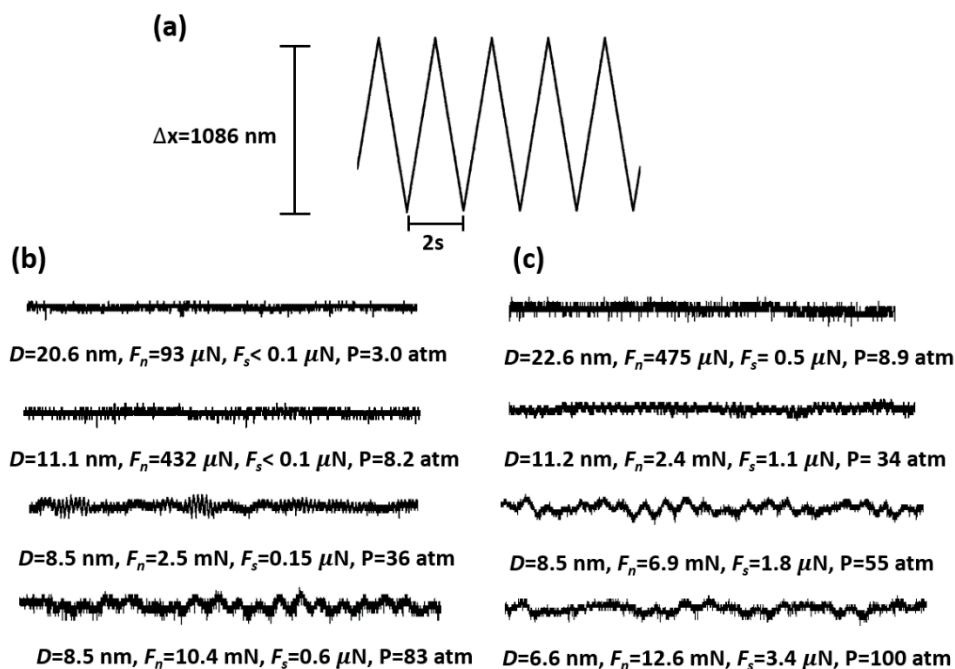 (a)
Δx=1086 nm
2s
(b)
D=20.6 nm, Fn=93 μN, Fs< 0.1 μN, P=3.0 atm
D=11.1 nm, Fn=432 μN, Fs< 0.1 μN, P=8.2 atm
D=8.5 nm, Fn=2.5 mN, Fs=0.15 μN, P=36 atm
D=8.5 nm, Fn=10.4 mN, Fs=0.6 μN, P=83 atm
(c)
D=22.6 nm, Fn=475 μN, Fs= 0.5 μN, P=8.9 atm
D=11.2 nm, Fn=2.4 mN, Fs=1.1 μN, P= 34 atm
D=8.5 nm, Fn=6.9 mN, Fs=1.8 μN, P=55 atm
D=6.6 nm, Fn=12.6 mN, Fs=3.4 μN, P=100 atm